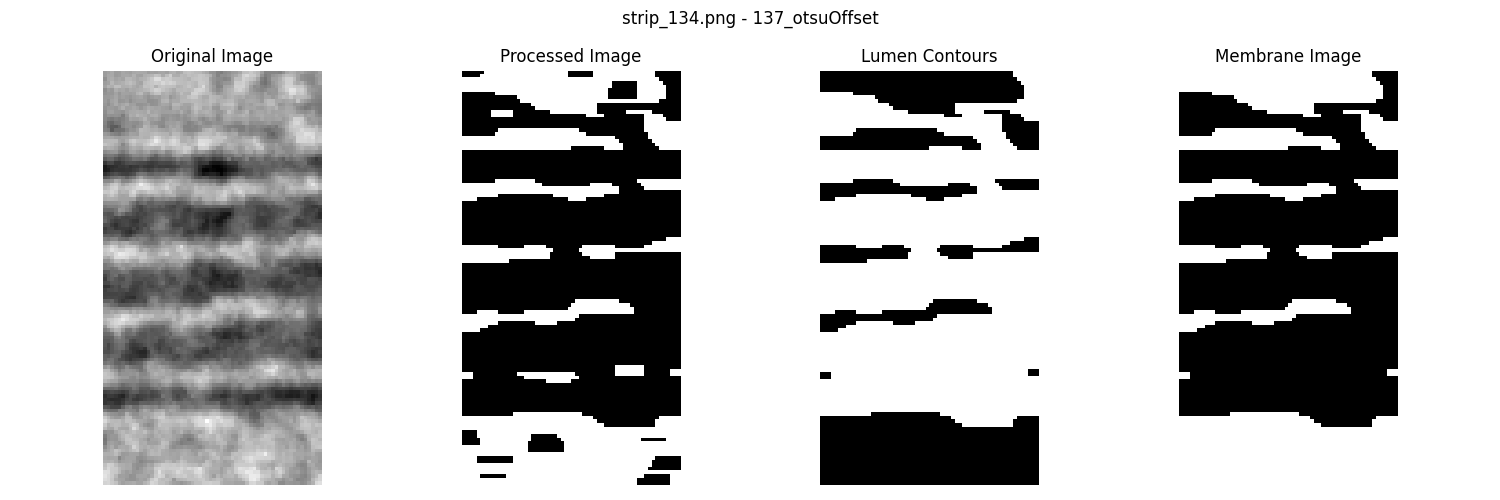 strip_134.png - 137_otsuOffset
Original Image
Processed Image
Lumen Contours
Membrane Image